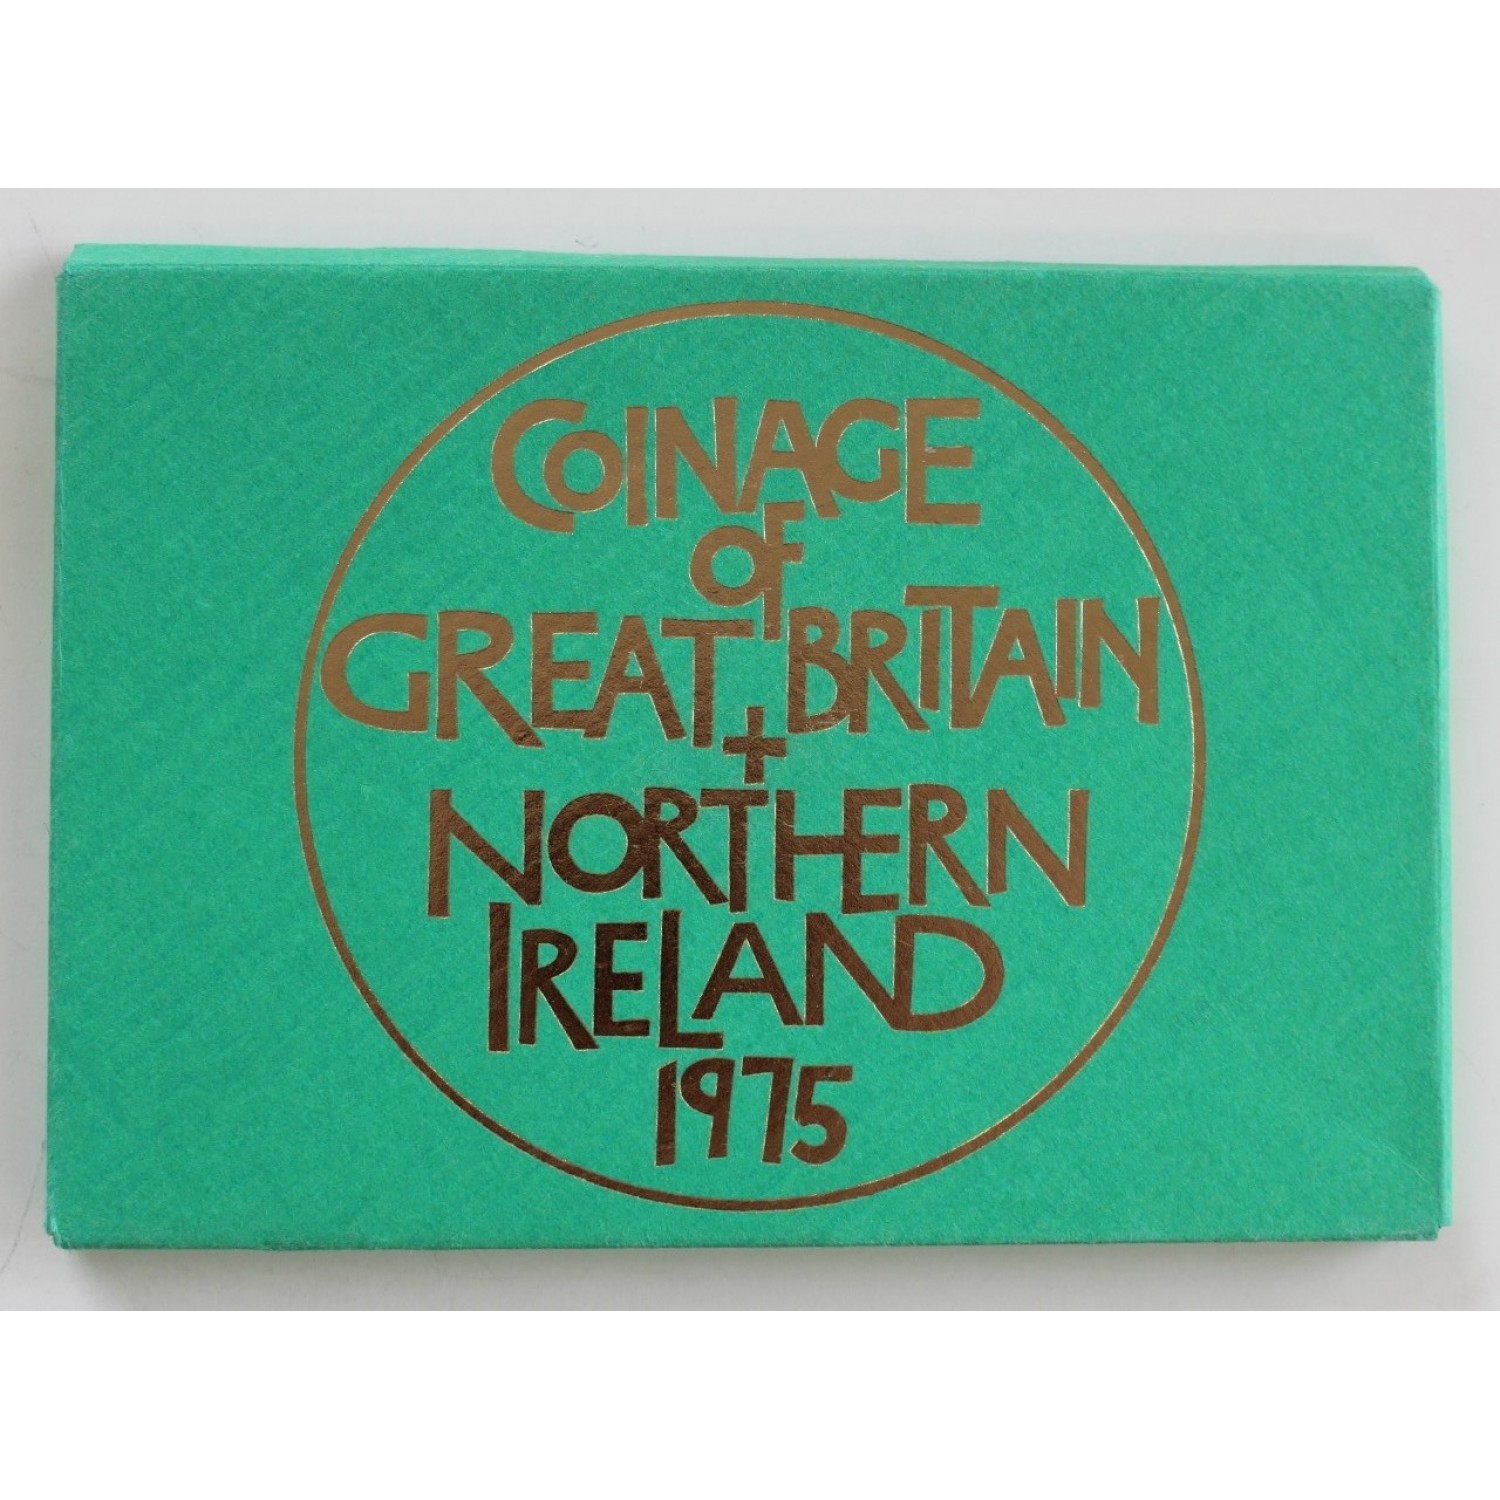 COINAGE
OF
GREAT BRITAIN
+
NORTHERN
IRELAND
1975